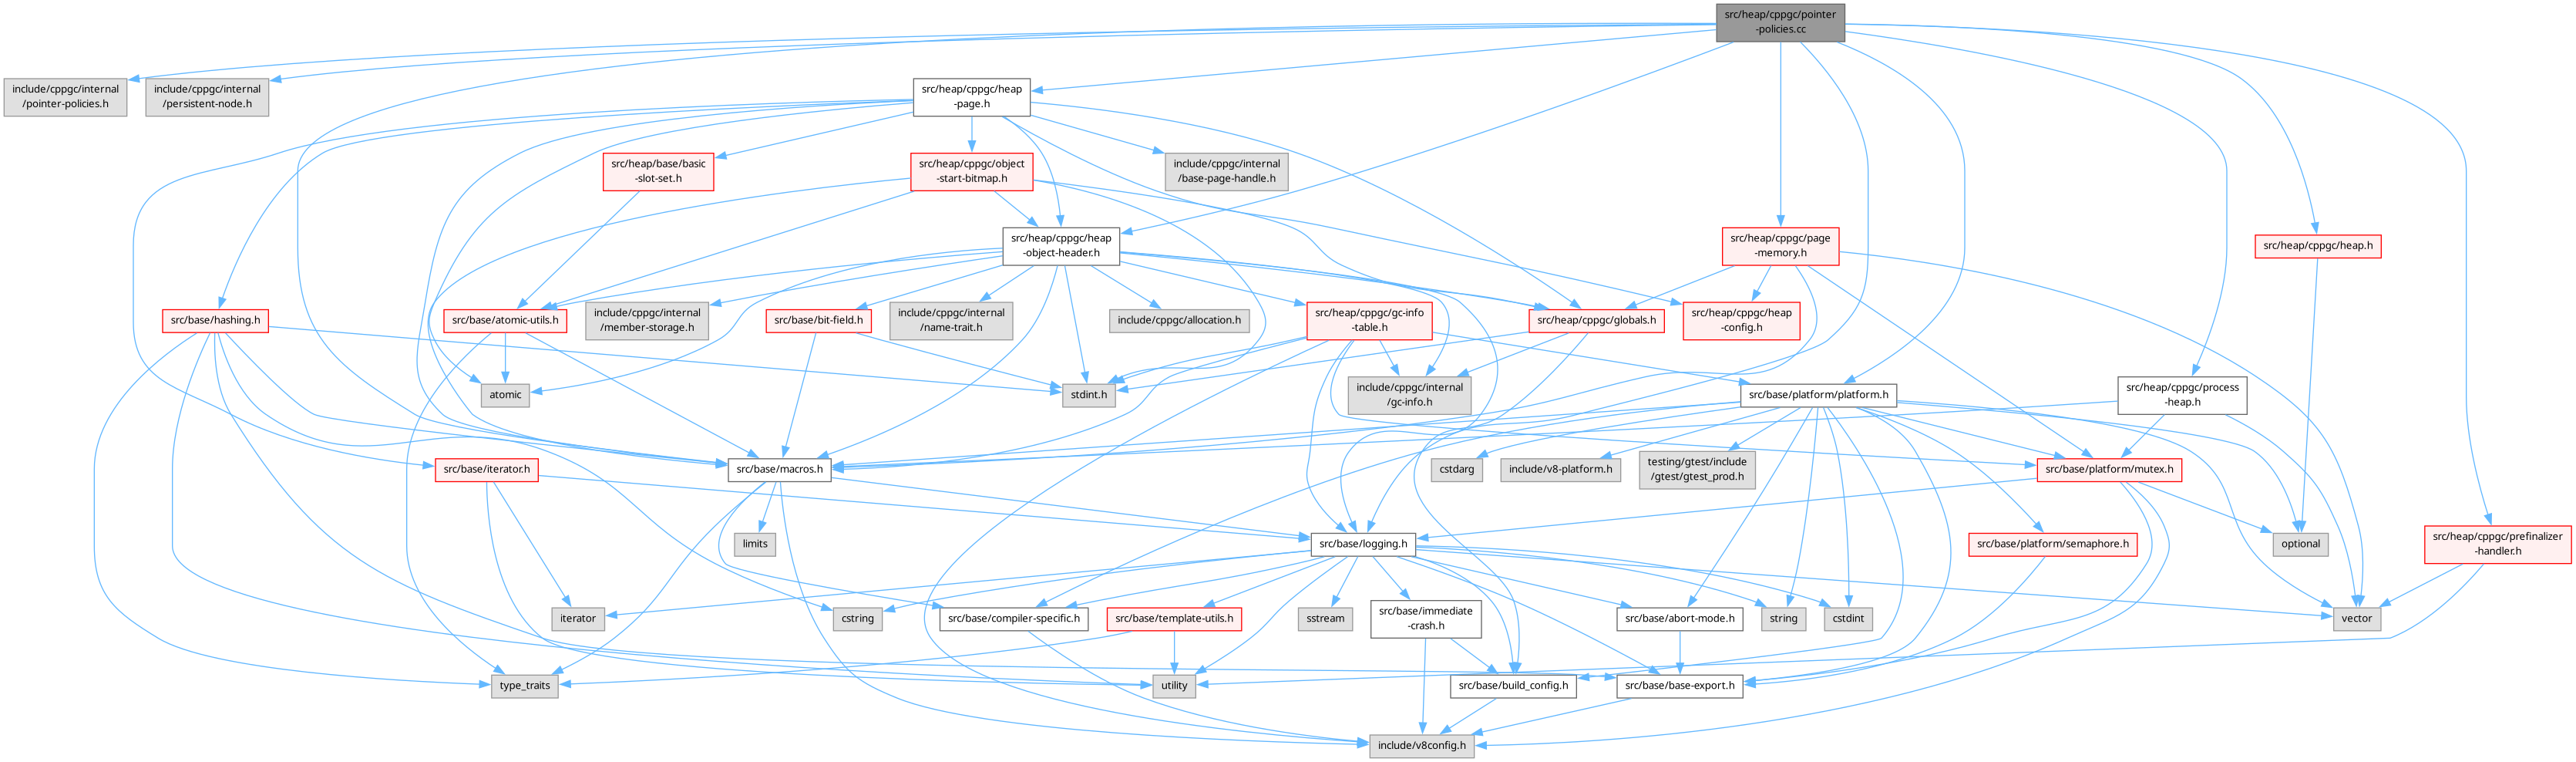 src/heap/cppgc/pointer
-policies.cc
include/cppgc/internal
/pointer-policies.h
include/cppgc/internal
/persistent-node.h
src/heap/cppgc/heap
-page.h
src/heap/base/basic
-slot-set.h
src/heap/cppgc/object
-start-bitmap.h
include/cppgc/internal
/base-page-handle.h
src/heap/cppgc/heap
-object-header.h
src/heap/cppgc/page
-memory.h
src/heap/cppgc/heap.h
src/base/hashing.h
src/base/atomic-utils.h
include/cppgc/internal
/member-storage.h
src/base/bit-field.h
include/cppgc/internal
/name-trait.h
include/cppgc/allocation.h
src/heap/cppgc/gc-info
-table.h
src/heap/cppgc/globals.h
src/heap/cppgc/heap
-config.h
atomic
stdint.h
include/cppgc/internal
/gc-info.h
src/base/platform/platform.h
src/heap/cppgc/process
-heap.h
src/base/iterator.h
src/base/macros.h
cstdarg
include/v8-platform.h
testing/gtest/include
/gtest/gtest_prod.h
src/base/platform/mutex.h
limits
src/base/logging.h
src/base/platform/semaphore.h
optional
src/heap/cppgc/prefinalizer
-handler.h
iterator
cstring
src/base/compiler-specific.h
src/base/template-utils.h
sstream
src/base/immediate
-crash.h
src/base/abort-mode.h
string
cstdint
vector
type_traits
utility
src/base/build_config.h
src/base/base-export.h
include/v8config.h